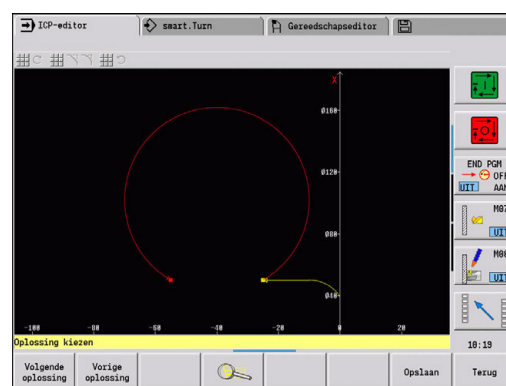 ICP-editor
smart.Turn
Gereedschapseditor
X
Ø160
Ø120
Ø80
Ø40
-100 -80 -60 -40 -20 0 20
Oplossing kiezen
END PGM
OFF
UIT AAN
M07
UIT
M08
UIT
10:19
Volgende oplossing
Vorige oplossing
Opslaan
Terug